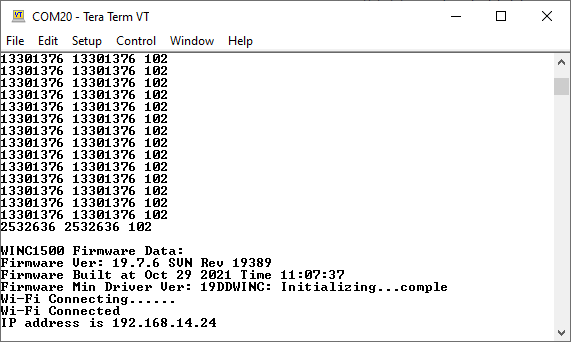 COM20 - Tera Term VT
File Edit Setup Control Window Help
13301376 13301376 102
13301376 13301376 102
13301376 13301376 102
13301376 13301376 102
13301376 13301376 102
13301376 13301376 102
13301376 13301376 102
13301376 13301376 102
13301376 13301376 102
13301376 13301376 102
13301376 13301376 102
13301376 13301376 102
13301376 13301376 102
13301376 13301376 102
2532636 2532636 102
WINC1500 Firmware Data:
Firmware Ver: 19.7.6 SVN Rev 19389
Firmware Built at Oct 29 2021 Time 11:07:37
Firmware Min Driver Ver: 19DDWINC: Initializing...comple
Wi-Fi Connecting......
Wi-Fi Connected
IP address is 192.168.14.24